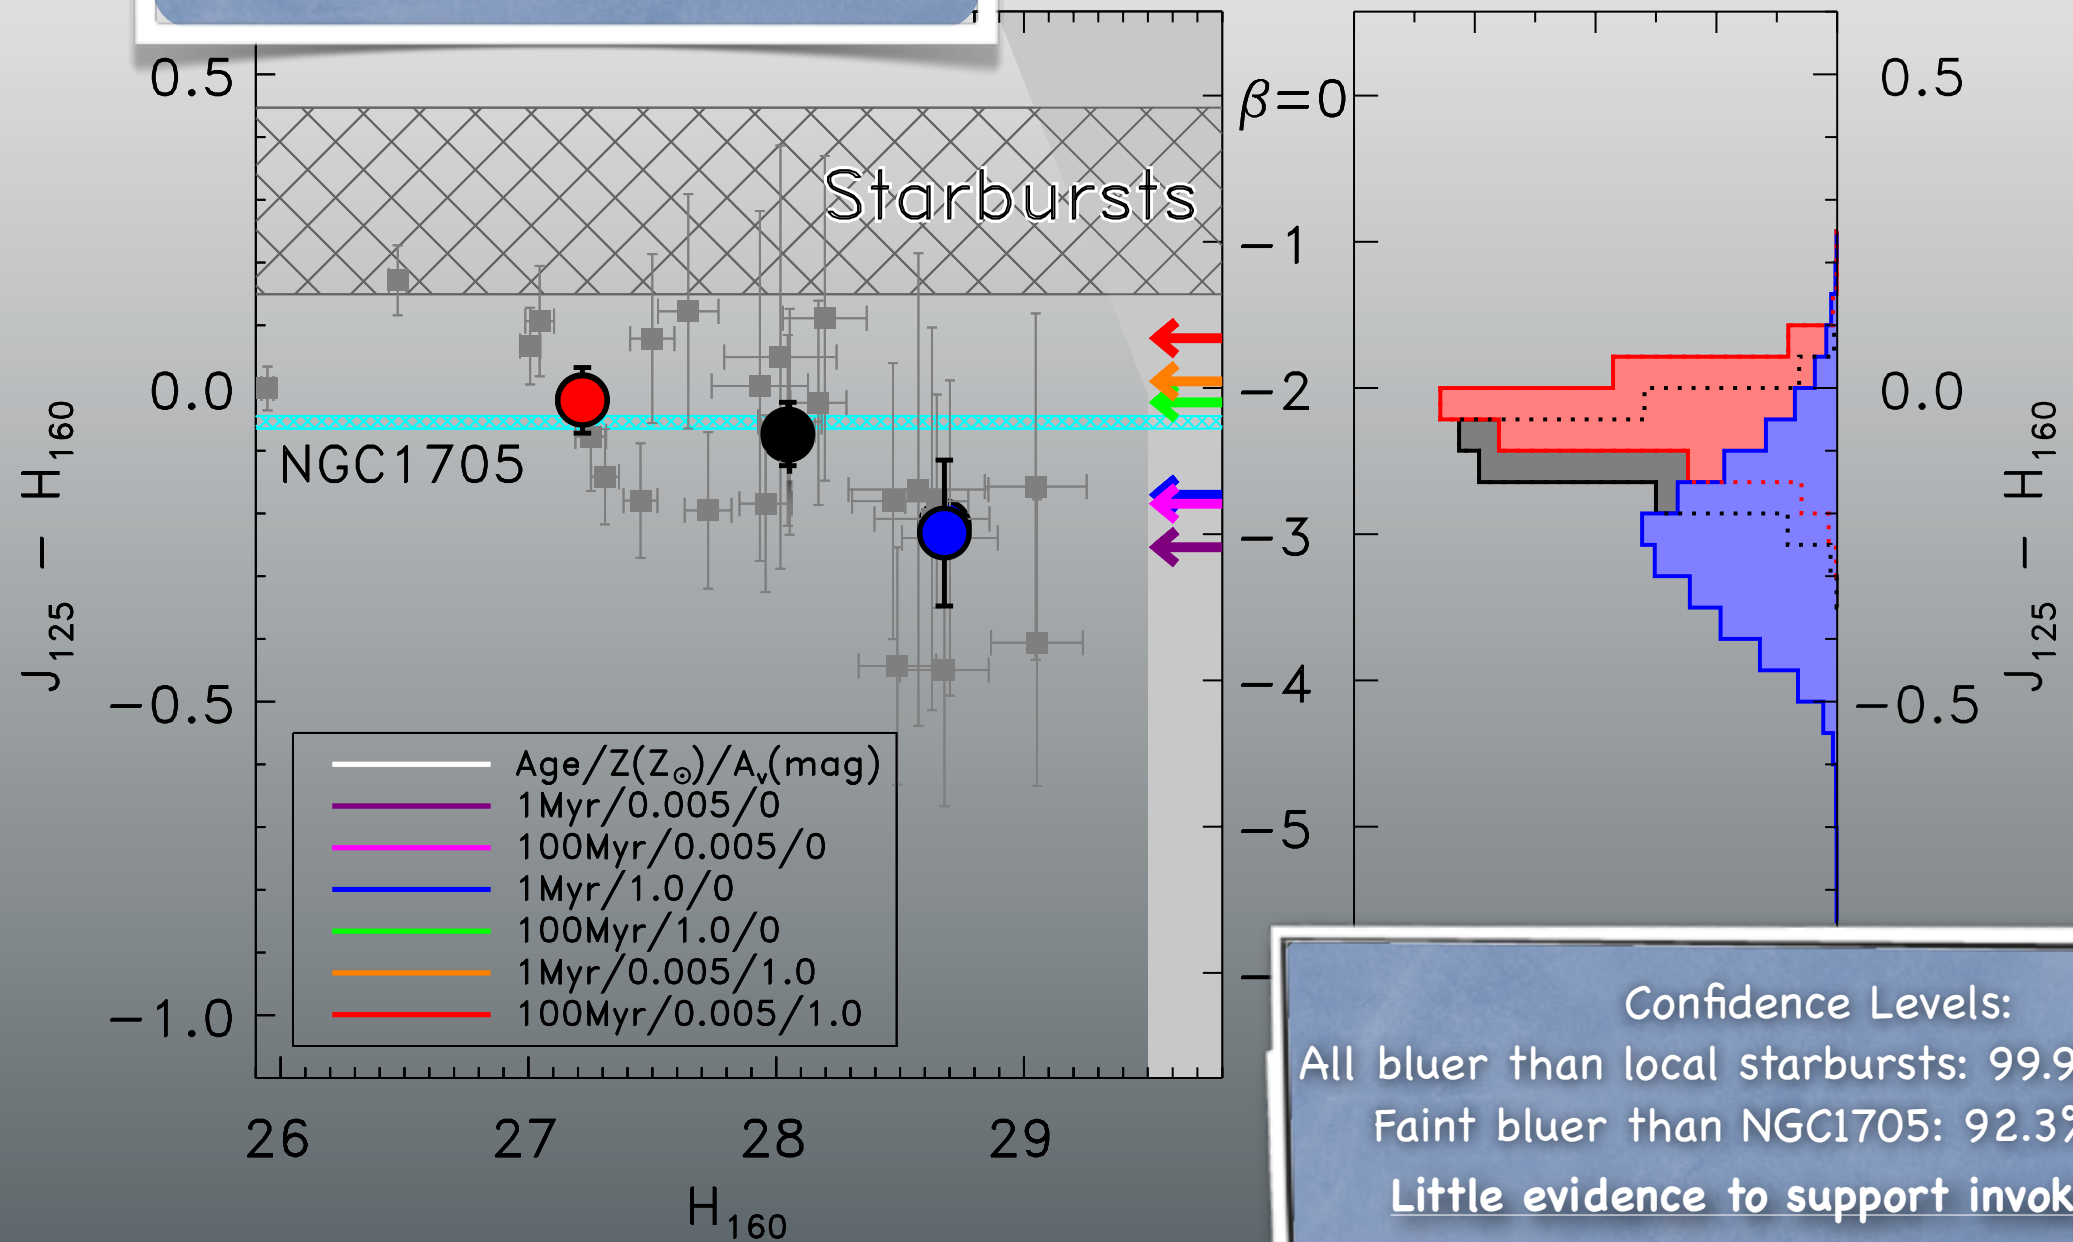 0.5
0.0
−0.5
−1.0
J125 − H160
Starbursts
NGC1705
Age/Z(Z⊙)/Av(mag)
1Myr/0.005/0
100Myr/0.005/0
1Myr/1.0/0
100Myr/1.0/0
1Myr/0.005/1.0
100Myr/0.005/1.0
26 27 28 29
H160
β=0
−1
−2
−3
−4
−5
0.5
0.0
−0.5
J125 − H160
Confidence Levels:
All bluer than local starbursts: 99.9
Faint bluer than NGC1705: 92.3%
Little evidence to support invok